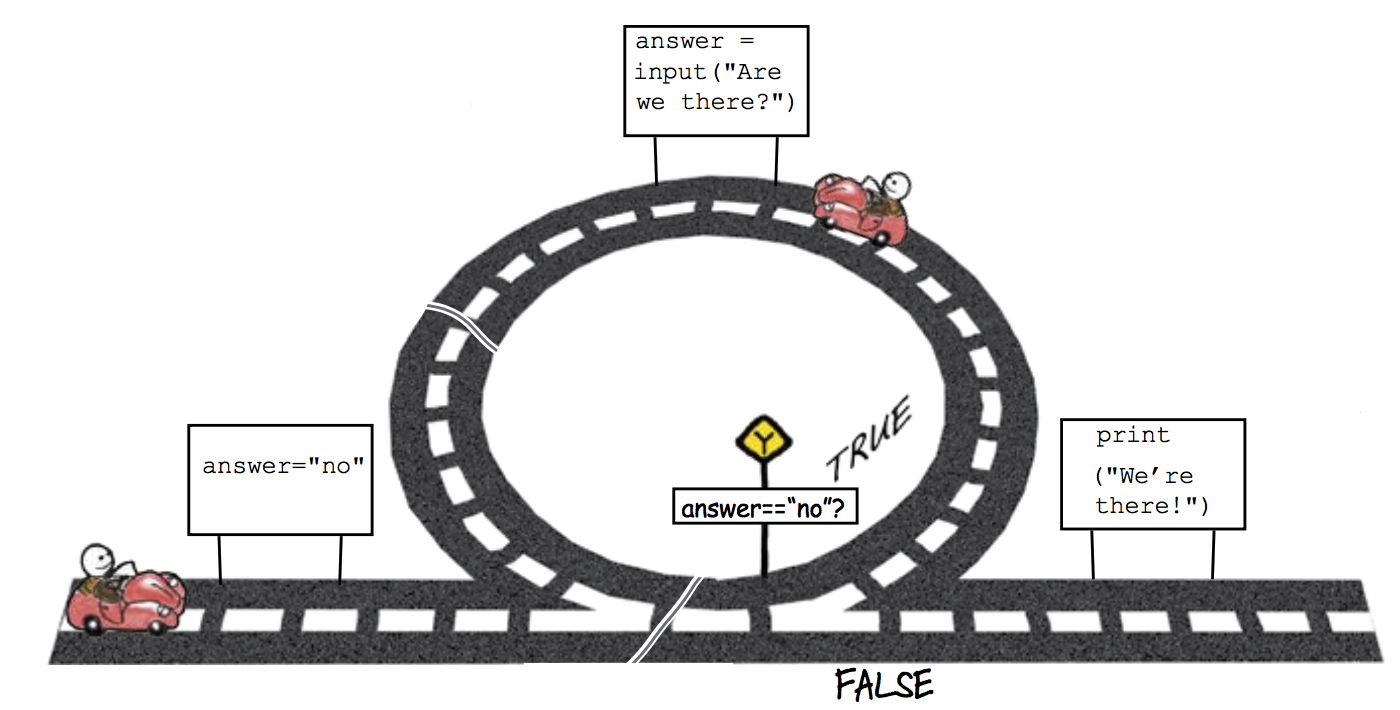 answer =
input("Are
we there?")
answer="no"
Y
TRUE
answer==“no”?
print
("We’re
there!")
FALSE